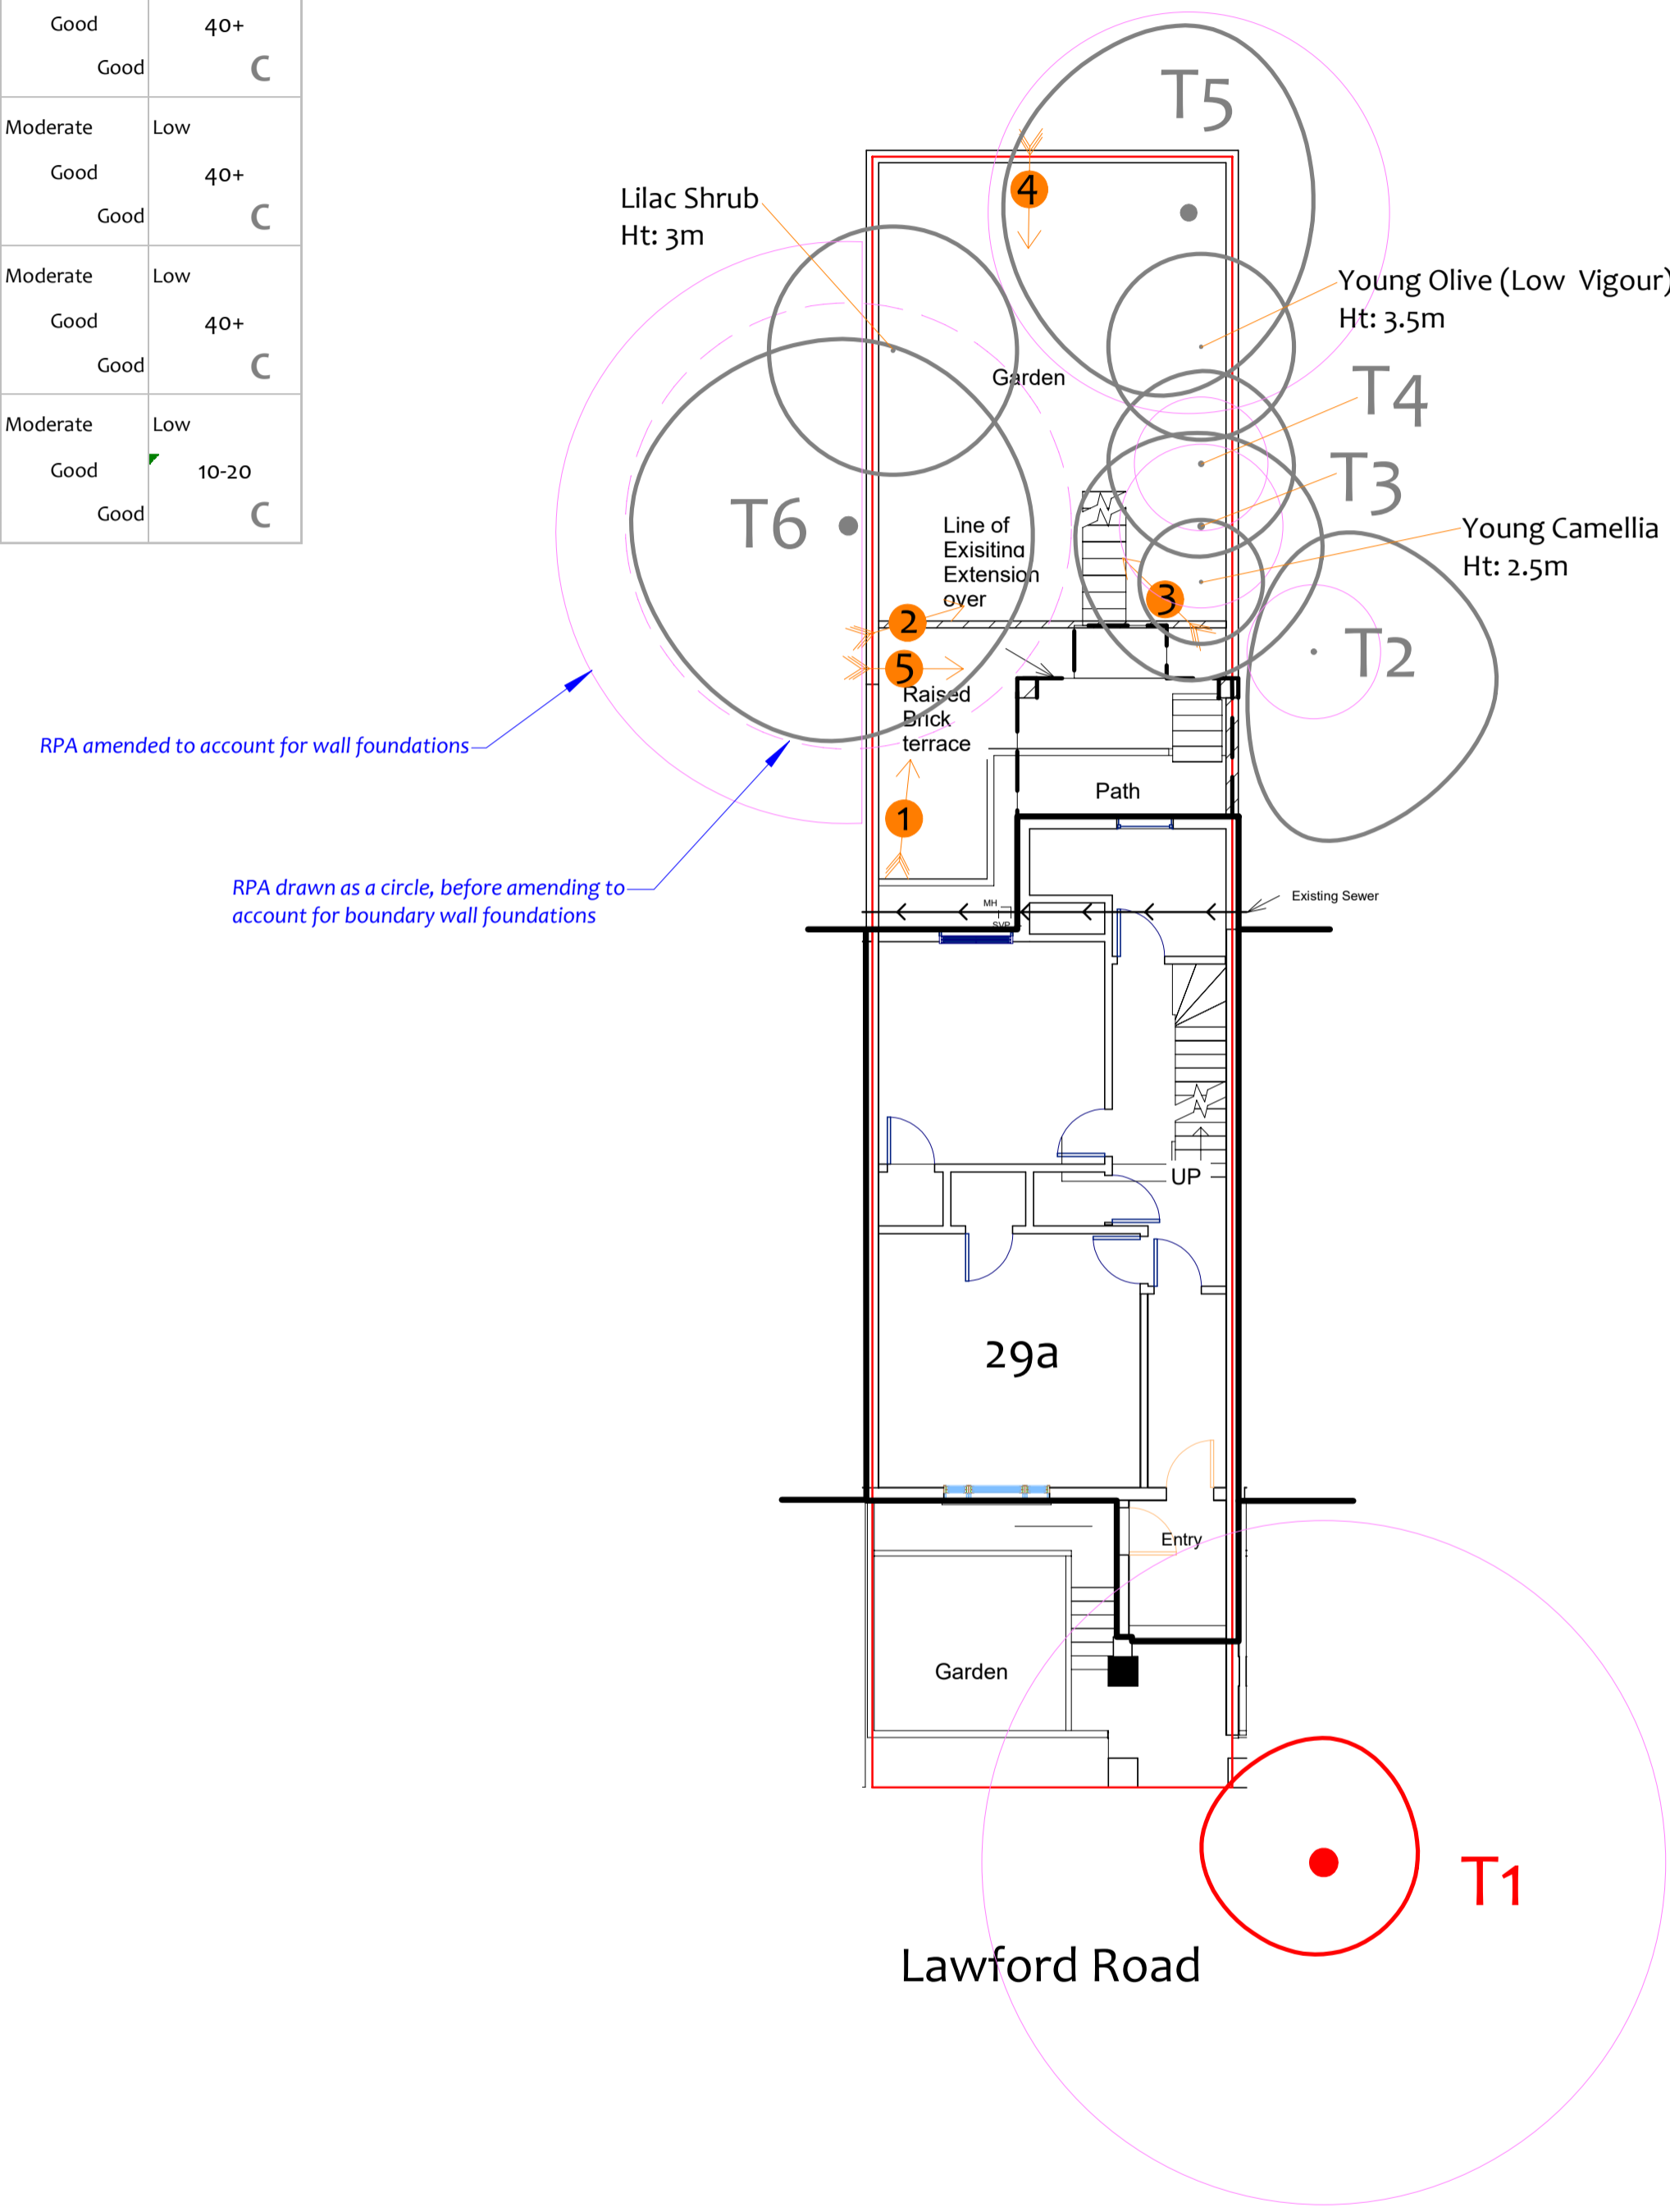 Good 40+
Good C
Moderate Low
Good 40+
Good C
Moderate Low
Good 40+
Good C
Moderate Low
Good 10-20
Good C
T5
4
Lilac Shrub
Ht: 3m
Young Olive (Low Vigour)
Ht: 3.5m
Garden
T4
T3
T6
Line of
Exisiting
Extension
over
Young Camellia
Ht: 2.5m
3
2
5
T2
Raised
Brick
terrace
RPA amended to account for wall foundations
Path
1
RPA drawn as a circle, before amending to
account for boundary wall foundations
Existing Sewer
MH
SVP
UP
29a
Entry
Garden
T1
Lawford Road